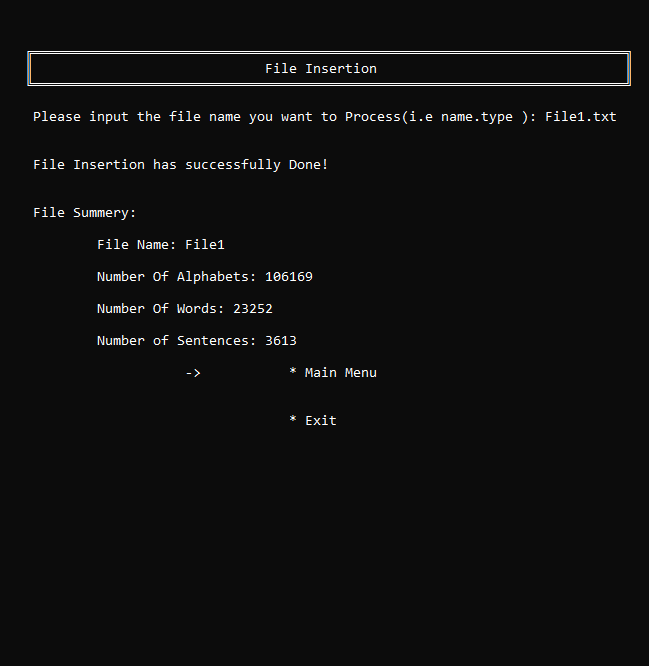 File Insertion
Please input the file name you want to Process(i.e name.type ): File1.txt
File Insertion has successfully Done!
File Summery:
File Name: File1
Number Of Alphabets: 106169
Number Of Words: 23252
Number of Sentences: 3613
-> * Main Menu
* Exit